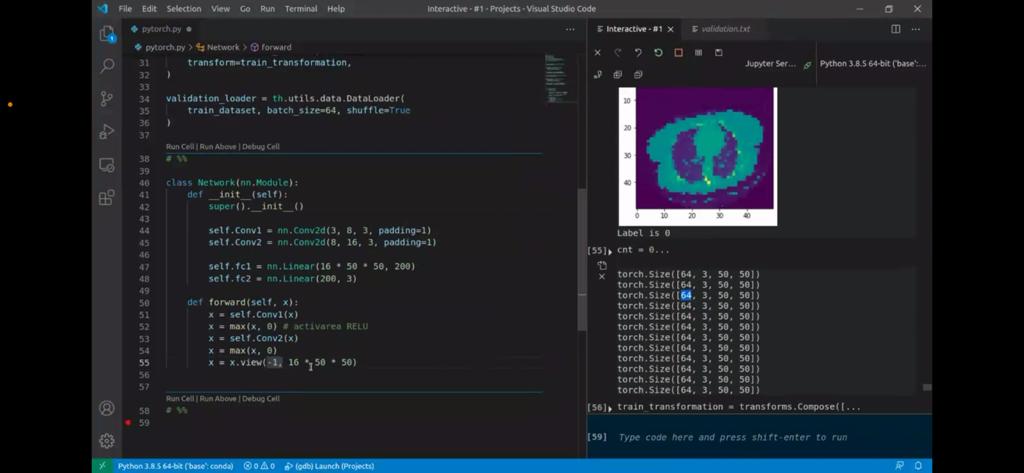 File Edit Selection View Go Run Terminal Help
Interactive - #1 - Projects - Visual Studio Code
pytorch.py
pytorch.py > Network > forward
31 transform=train_transformation,
32 )
33
34 validation_loader = th.utils.data.DataLoader(
35 train_dataset, batch_size=64, shuffle=True
36 )
37
Run Cell | Run Above | Debug Cell
38 # %%
39
40 class Network(nn.Module):
41 def __init__(self):
42 super().__init__()
43
44 self.Conv1 = nn.Conv2d(3, 8, 3, padding=1)
45 self.Conv2 = nn.Conv2d(8, 16, 3, padding=1)
46
47 self.fc1 = nn.Linear(16 * 50 * 50, 200)
48 self.fc2 = nn.Linear(200, 3)
49
50 def forward(self, x):
51 x = self.Conv1(x)
52 x = max(x, 0) # activarea RELU
53 x = self.Conv2(x)
54 x = max(x, 0)
55 x = x.view(-1, 16 * 50 * 50)
56
57
Run Cell | Run Above | Debug Cell
58 # %%
59
Interactive - #1
validation.txt
Jupyter Ser...
Python 3.8.5 64-bit ('base':...
10
20
30
40
0 10 20 30 40
Label is 0
[55] cnt = 0...
torch.Size([64, 3, 50, 50])
torch.Size([64, 3, 50, 50])
torch.Size([64, 3, 50, 50])
torch.Size([64, 3, 50, 50])
torch.Size([64, 3, 50, 50])
torch.Size([64, 3, 50, 50])
torch.Size([64, 3, 50, 50])
torch.Size([64, 3, 50, 50])
torch.Size([64, 3, 50, 50])
torch.Size([64, 3, 50, 50])
torch.Size([64, 3, 50, 50])
torch.Size([64, 3, 50, 50])
[56] train_transformation = transforms.Compose([...
[59] Type code here and press shift-enter to run
Python 3.8.5 64-bit ('base': conda) 0 0 (gdb) Launch (Projects)